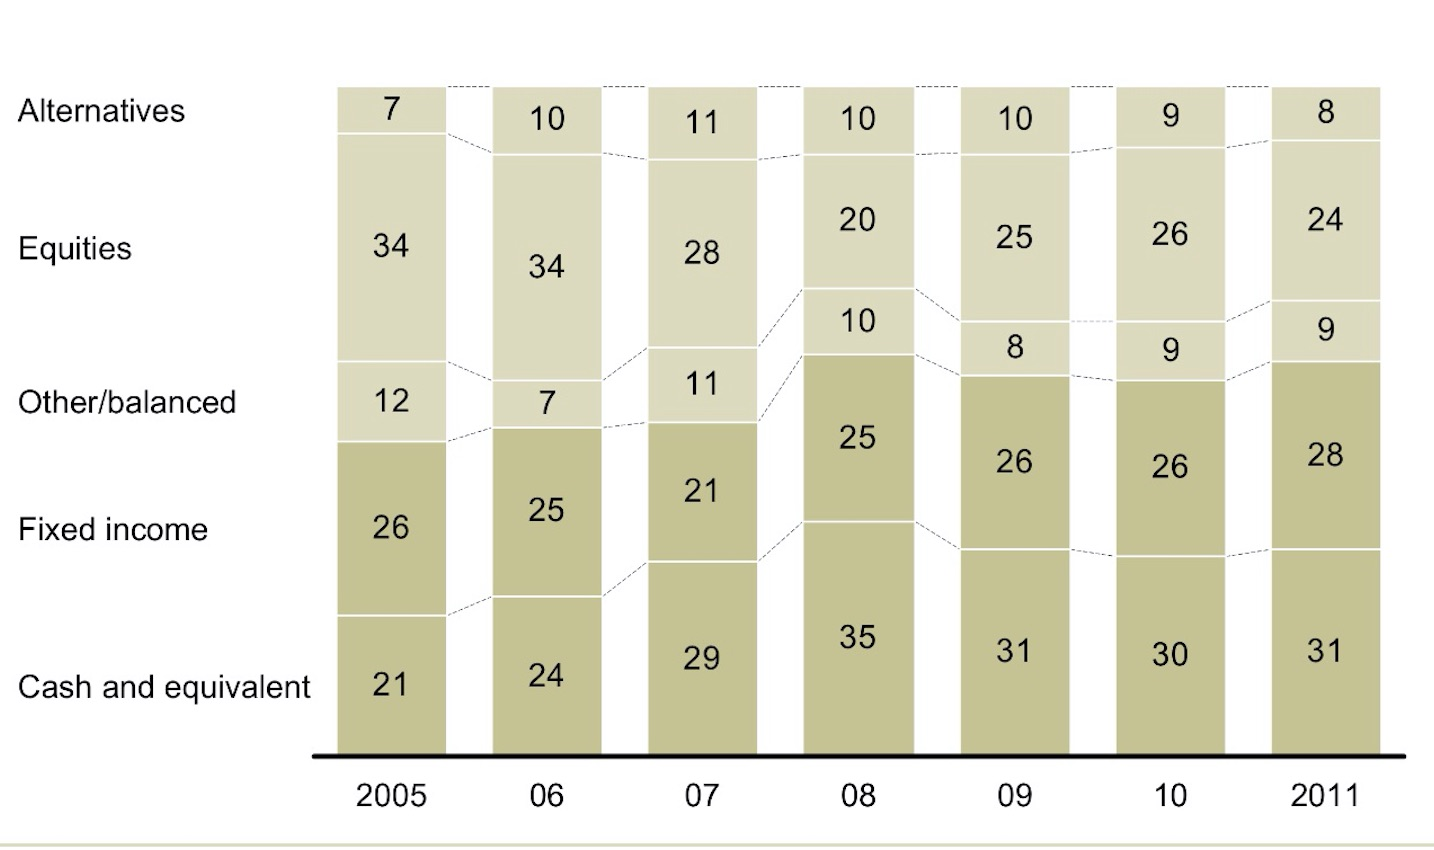 Alternatives 7 10 11 10 10 9 8
Equities 34 34 28 20 25 26 24
Other/balanced 12 7 11 10 8 9 9
Fixed income 26 25 21 25 26 26 28
Cash and equivalent 21 24 29 35 31 30 31
2005 06 07 08 09 10 2011